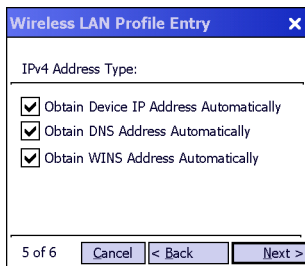 Wireless LAN Profile Entry
IPv4 Address Type:
Obtain Device IP Address Automatically
Obtain DNS Address Automatically
Obtain WINS Address Automatically
5 of 6 Cancel < Back Next >